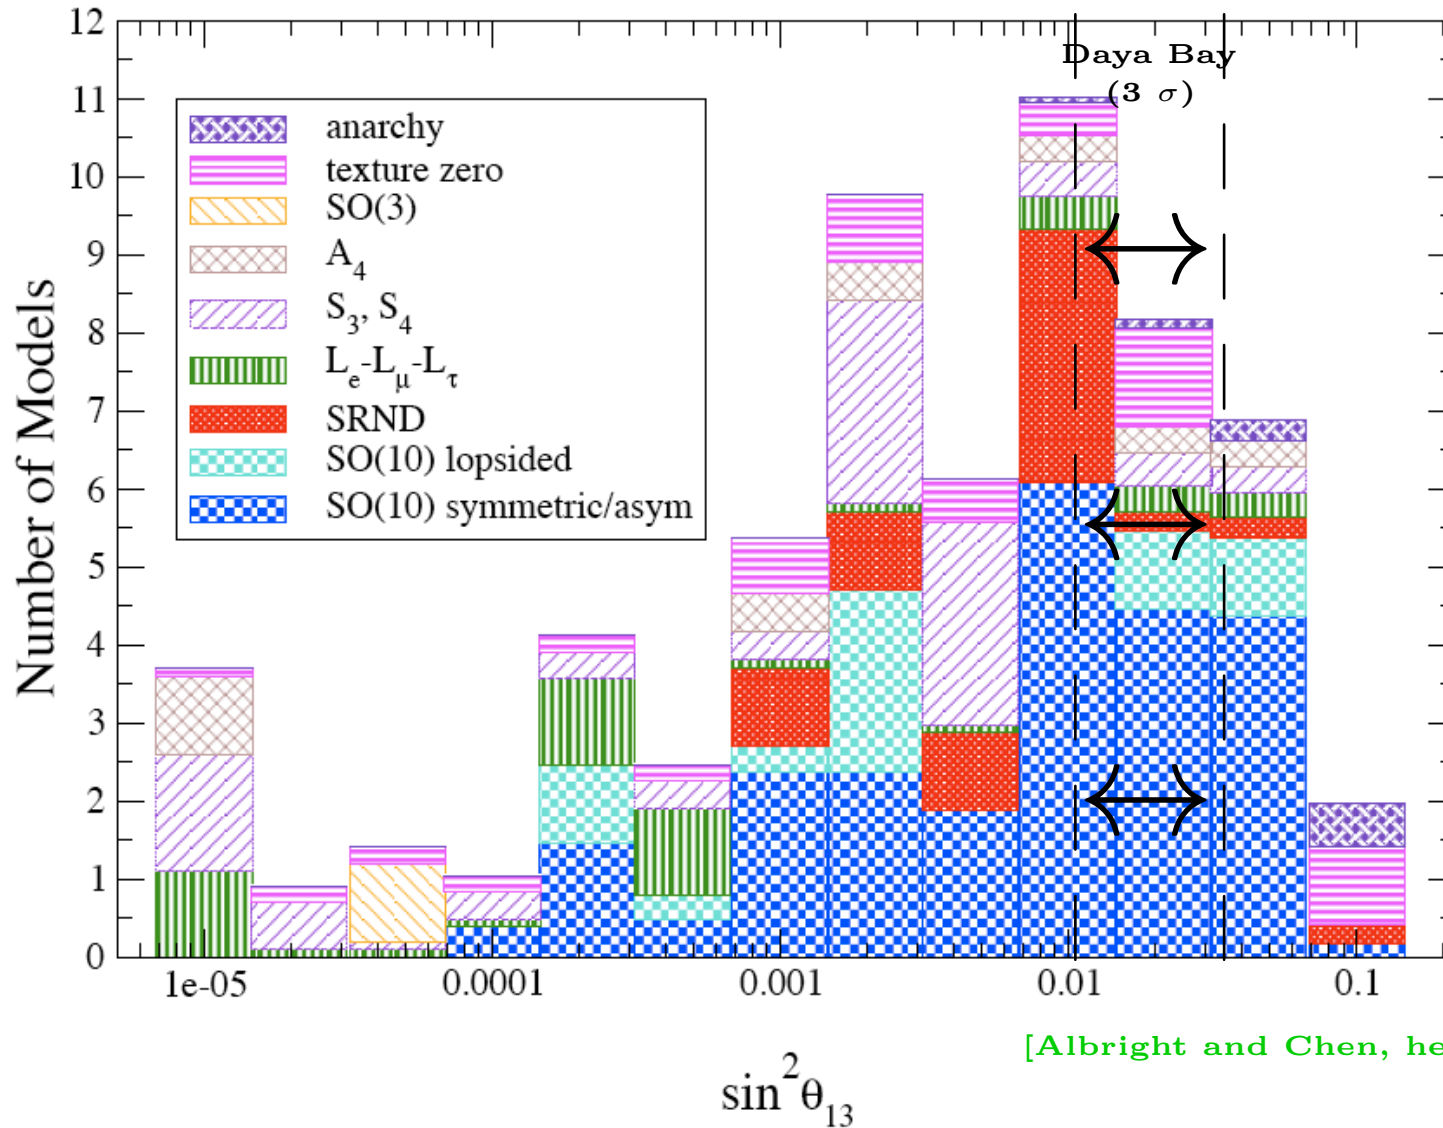 12
11
10
9
8
7
6
5
4
3
2
1
0
Number of Models
Daya Bay
(3 σ)
anarchy
texture zero
SO(3)
A4
S3, S4
Le-Lμ-Lτ
SRND
SO(10) lopsided
SO(10) symmetric/asym
1e-05 0.0001 0.001 0.01 0.1
[Albright and Chen, he
sin2θ13